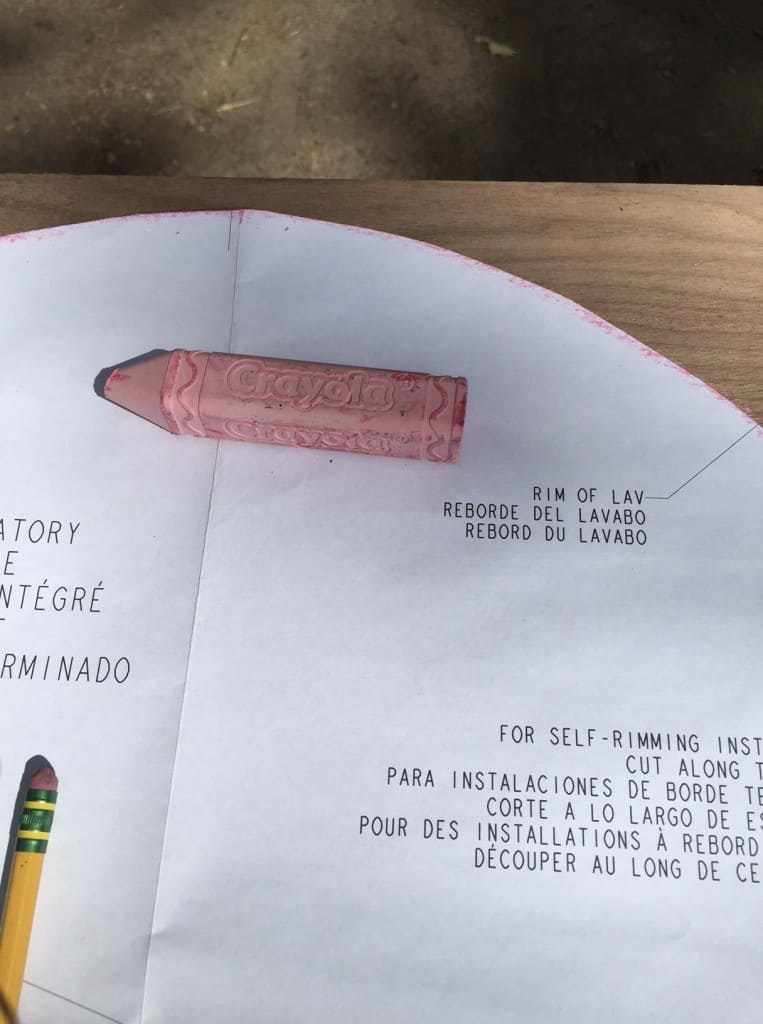 Crayola
Crayola
RIM OF LAV
REBORDE DEL LAVABO
REBORD DU LAVABO
ATORY
E
NTÉGRÉ
RMINADO
FOR SELF-RIMMING INST
CUT ALONG T
PARA INSTALACIONES DE BORDE TE
CORTE A LO LARGO DE ES
POUR DES INSTALLATIONS À REBORD
DÉCOUPER AU LONG DE CE